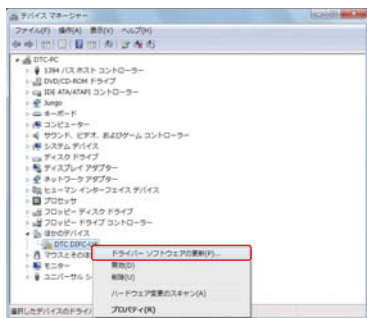 デバイス マネージャー
ファイル(F) 操作(A) 表示(V) ヘルプ(H)
DTC-PC
1394 バス ホスト コントローラー
DVD/CD-ROM ドライブ
IDE ATA/ATAPI コントローラー
Jungo
キーボード
コンピューター
サウンド、ビデオ、およびゲーム コントローラー
システム デバイス
ディスク ドライブ
ディスプレイ アダプター
ネットワーク アダプター
ヒューマン インターフェイス デバイス
プロセッサ
フロッピー ディスク ドライブ
フロッピー ドライブ コントローラー
ほかのデバイス
DTC DIFC-U4
ドライバー ソフトウェアの更新(P)...
マウスとそのほ
無効(D)
モニター
削除(U)
ユニバーサル シ
ハードウェア変更のスキャン(A)
プロパティ(R)
選択したデバイスのドライバ